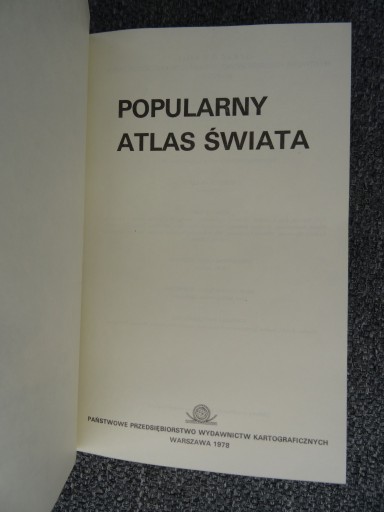 POPULARNY
ATLAS ŚWIATA
PAŃSTWOWE PRZEDSIĘBIORSTWO WYDAWNICTW KARTOGRAFICZNYCH
WARSZAWA 1978